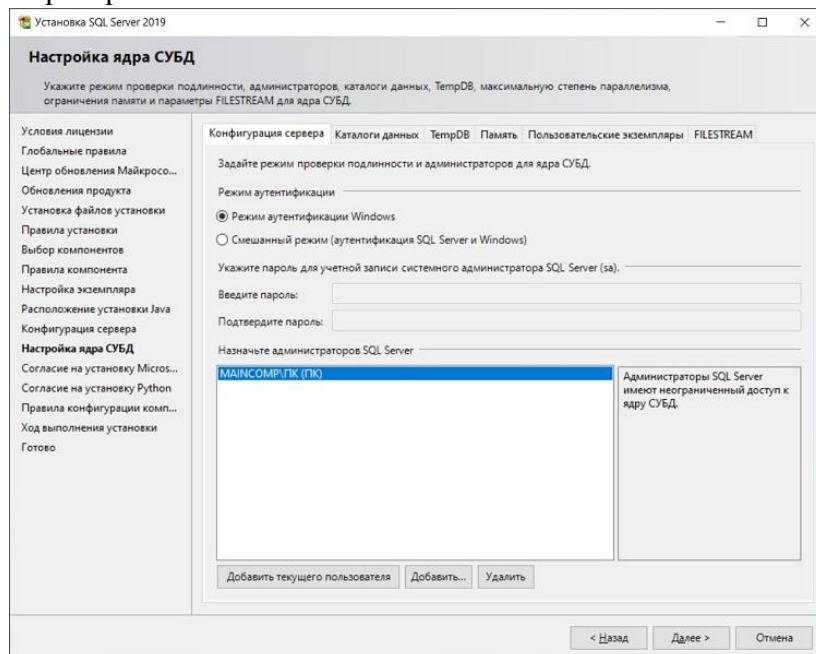 Установка SQL Server 2019
Настройка ядра СУБД
Укажите режим проверки подлинности, администраторов, каталоги данных, TempDB, максимальную степень параллелизма,
ограничения памяти и параметры FILESTREAM для ядра СУБД.
Условия лицензии
Глобальные правила
Центр обновления Майкросо...
Обновления продукта
Установка файлов установки
Правила установки
Выбор компонентов
Правила компонента
Настройка экземпляра
Расположение установки Java
Конфигурация сервера
Настройка ядра СУБД
Согласие на установку Micros...
Согласие на установку Python
Правила конфигурации комп...
Ход выполнения установки
Готово
Конфигурация сервера Каталоги данных TempDB Память Пользовательские экземпляры FILESTREAM
Задайте режим проверки подлинности и администраторов для ядра СУБД.
Режим аутентификации
Режим аутентификации Windows
Смешанный режим (аутентификация SQL Server и Windows)
Укажите пароль для учетной записи системного администратора SQL Server (sa).
Введите пароль:
Подтвердите пароль:
Назначьте администраторов SQL Server
MAINCOMP\ПК (ПК)
Администраторы SQL Server
имеют неограниченный доступ к
ядру СУБД.
Добавить текущего пользователя Добавить... Удалить
< Назад Далее > Отмена